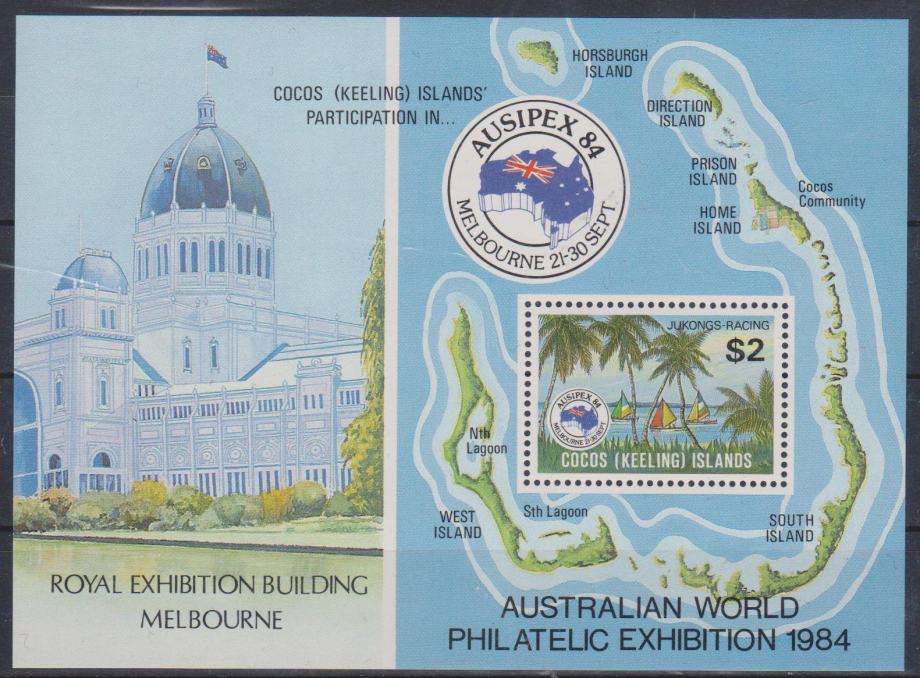 COCOS (KEELING) ISLANDS'
PARTICIPATION IN...
AUSIPEX 84
MELBOURNE 21-30 SEPT.
HORSBURGH
ISLAND
DIRECTION
ISLAND
PRISON
ISLAND
HOME
ISLAND
Cocos
Community
JUKONGS-RACING
$2
AUSIPEX 84
MELBOURNE 21-30 SEPT.
COCOS (KEELING) ISLANDS
Nth
Lagoon
WEST
ISLAND
Sth Lagoon
SOUTH
ISLAND
ROYAL EXHIBITION BUILDING
MELBOURNE
AUSTRALIAN WORLD
PHILATELIC EXHIBITION 1984